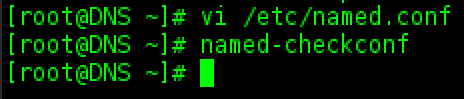 [root@DNS ~]# vi /etc/named.conf
[root@DNS ~]# named-checkconf
[root@DNS ~]#